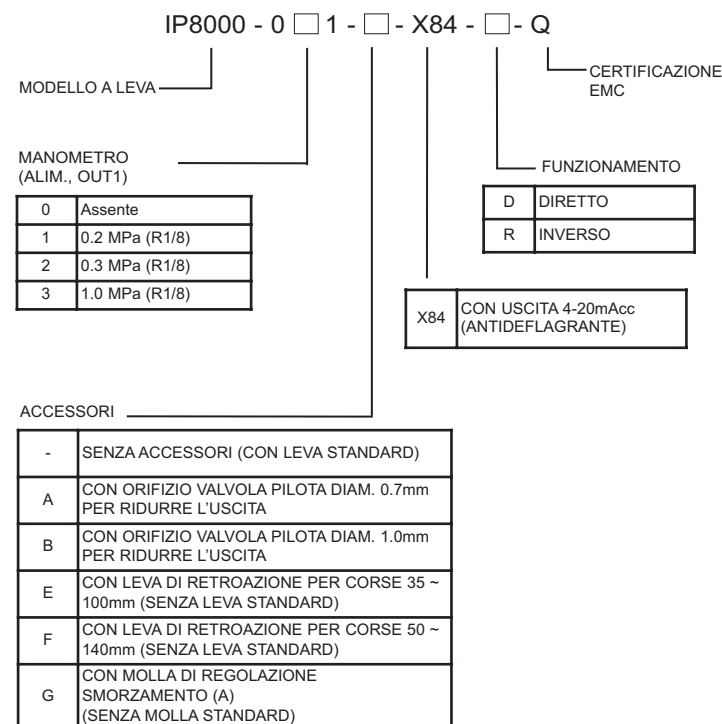 IP8000 - 0 □ 1 - □ - X84 - □ - Q
MODELLO A LEVA
CERTIFICAZIONE
EMC
MANOMETRO
(ALIM., OUT1)
0 Assente
1 0.2 MPa (R1/8)
2 0.3 MPa (R1/8)
3 1.0 MPa (R1/8)
FUNZIONAMENTO
D DIRETTO
R INVERSO
X84 CON USCITA 4-20mAcc
(ANTIDEFLAGRANTE)
ACCESSORI
- SENZA ACCESSORI (CON LEVA STANDARD)
A CON ORIFIZIO VALVOLA PILOTA DIAM. 0.7mm
PER RIDURRE L'USCITA
B CON ORIFIZIO VALVOLA PILOTA DIAM. 1.0mm
PER RIDURRE L'USCITA
E CON LEVA DI RETROAZIONE PER CORSE 35 ~
100mm (SENZA LEVA STANDARD)
F CON LEVA DI RETROAZIONE PER CORSE 50 ~
140mm (SENZA LEVA STANDARD)
G CON MOLLA DI REGOLAZIONE
SMORZAMENTO (A)
(SENZA MOLLA STANDARD)